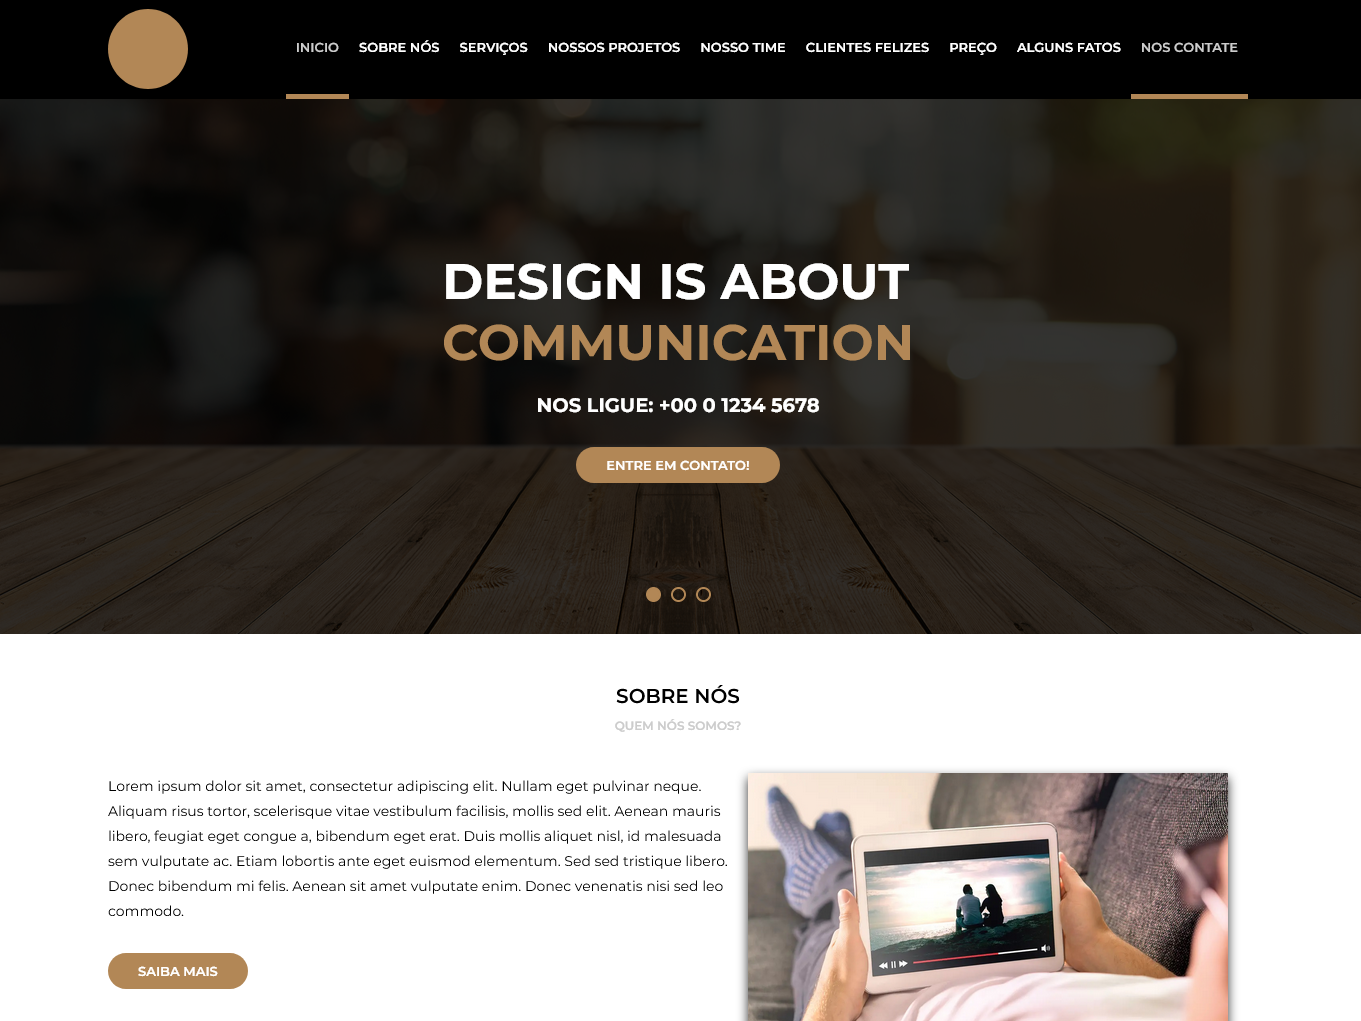 INICIO SOBRE NÓS SERVIÇOS NOSSOS PROJETOS NOSSO TIME CLIENTES FELIZES PREÇO ALGUNS FATOS NOS CONTATE
DESIGN IS ABOUT
COMMUNICATION
NOS LIGUE: +00 0 1234 5678
ENTRE EM CONTATO!
SOBRE NÓS
QUEM NÓS SOMOS?
Lorem ipsum dolor sit amet, consectetur adipiscing elit. Nullam eget pulvinar neque.
Aliquam risus tortor, scelerisque vitae vestibulum facilisis, mollis sed elit. Aenean mauris
libero, feugiat eget congue a, bibendum eget erat. Duis mollis aliquet nisl, id malesuada
sem vulputate ac. Etiam lobortis ante eget euismod elementum. Sed sed tristique libero.
Donec bibendum mi felis. Aenean sit amet vulputate enim. Donec venenatis nisi sed leo
commodo.
SAIBA MAIS